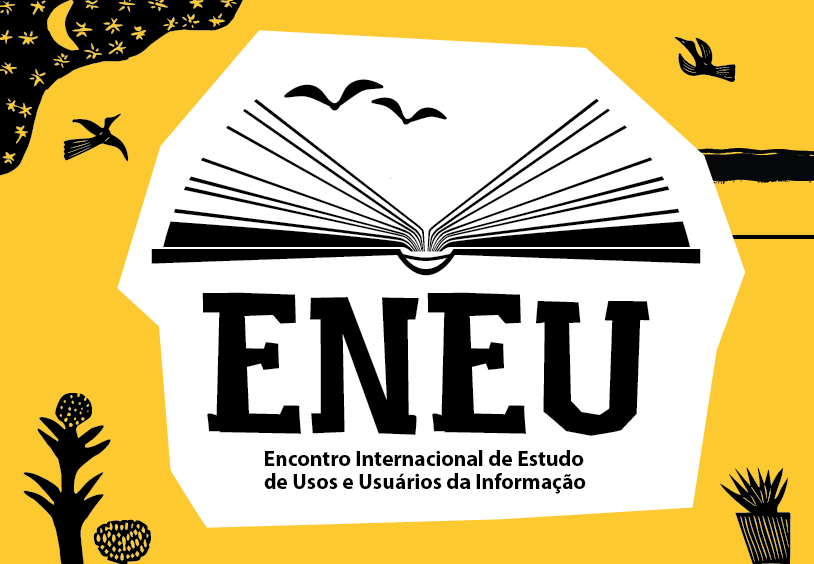 ENEU
Encontro Internacional de Estudo
de Usos e Usuários da Informação